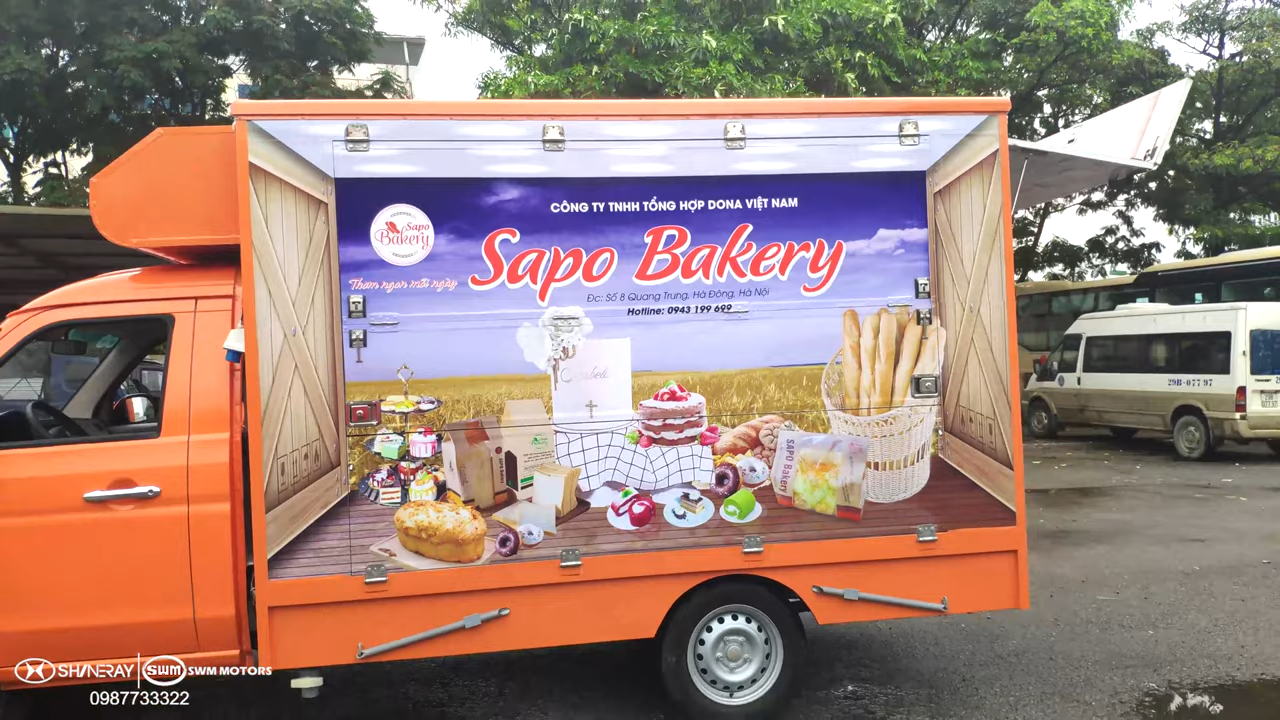 CÔNG TY TNHH TỔNG HỢP DONA VIỆT NAM
Sapo
Bakery
Sapo Bakery
Thơm ngon mỗi ngày
Đc: Số 8 Quang Trung, Hà Đông, Hà Nội
Hotline: 0943 199 699
SAPO Bakery
29B-077 97
SHINERAY
swm SWM MOTORS
0987733322